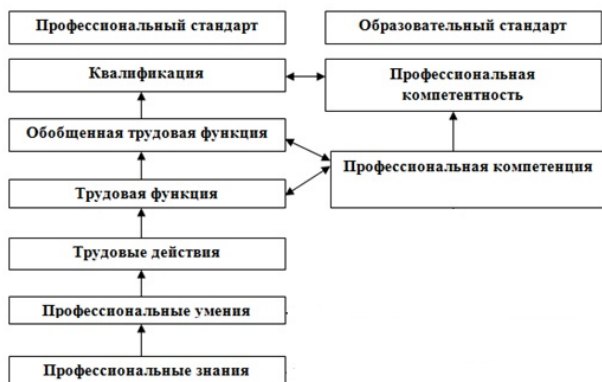 Профессиональный стандарт
Образовательный стандарт
Квалификация
Профессиональная
компетентность
Обобщенная трудовая функция
Профессиональная компетенция
Трудовая функция
Трудовые действия
Профессиональные умения
Профессиональные знания